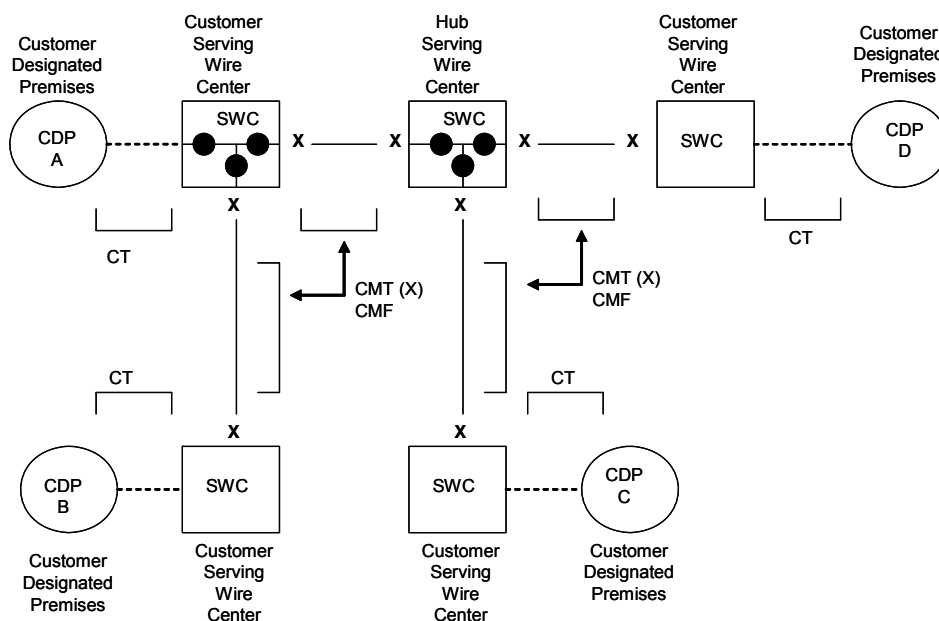 Customer
Designated
Premises
Customer
Serving
Wire
Center
Hub
Serving
Wire
Center
Customer
Serving
Wire
Center
Customer
Designated
Premises
CDP
A
SWC
X
X
SWC
X
X
SWC
CDP
D
X
X
CT
CT
CMT (X)
CMF
CMT (X)
CMF
CT
CT
X
X
CDP
B
SWC
SWC
CDP
C
Customer
Designated
Premises
Customer
Serving
Wire
Center
Customer
Serving
Wire
Center
Customer
Designated
Premises